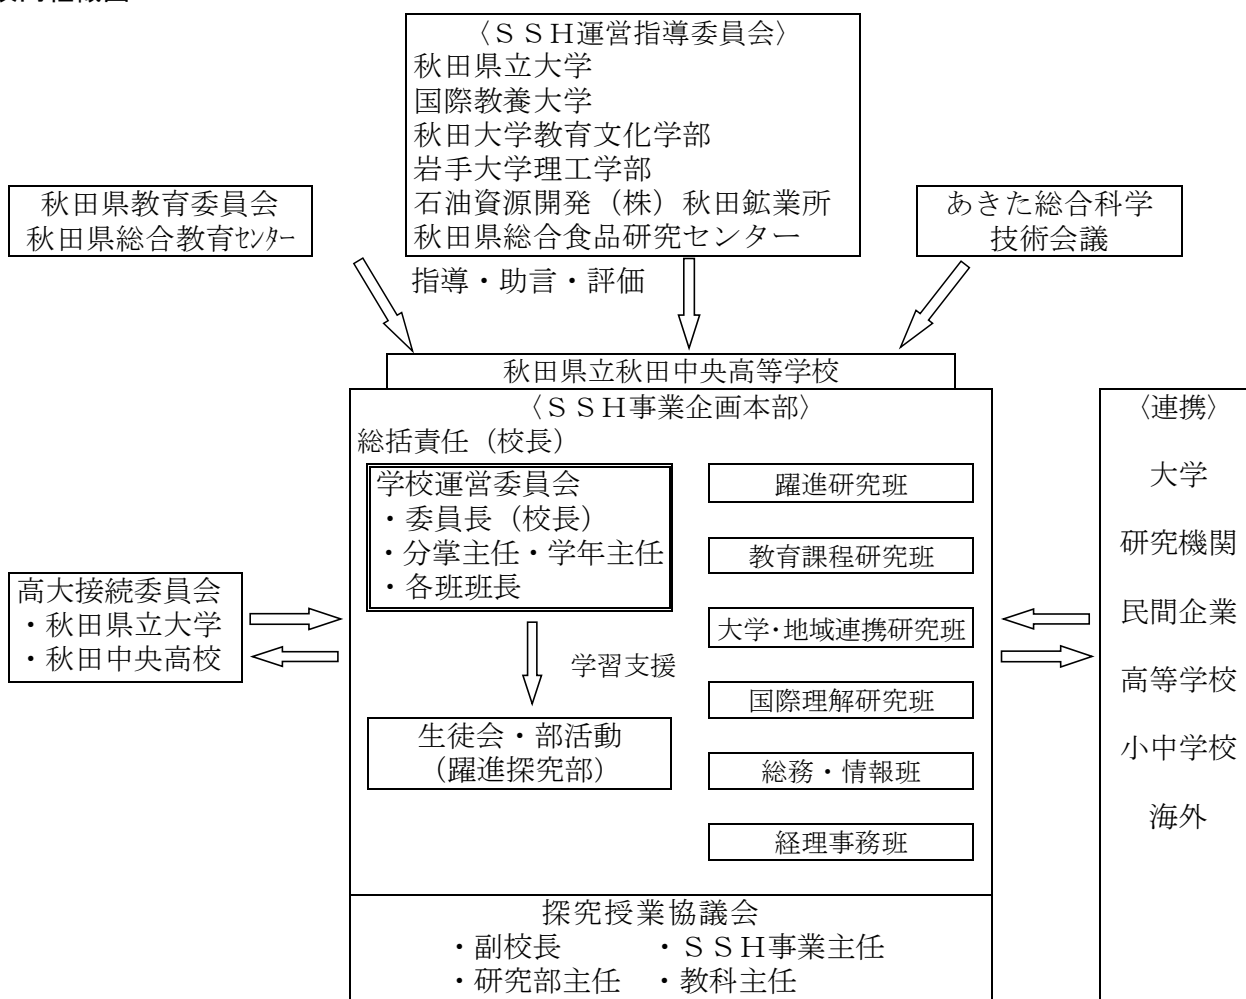 〈ＳＳＨ運営指導委員会〉
秋田県立大学
国際教養大学
秋田大学教育文化学部
岩手大学理工学部
石油資源開発（株）秋田鉱業所
秋田県総合食品研究センター
秋田県教育委員会
秋田県総合教育ｾﾝﾀｰ
あきた総合科学
技術会議
指導・助言・評価
秋田県立秋田中央高等学校
〈ＳＳＨ事業企画本部〉
総括責任（校長）
学校運営委員会
・委員長（校長）
・分掌主任・学年主任
・各班班長
学習支援
生徒会・部活動
（躍進探究部）
躍進研究班
教育課程研究班
大学･地域連携研究班
国際理解研究班
総務・情報班
経理事務班
高大接続委員会
・秋田県立大学
・秋田中央高校
〈連携〉
大学
研究機関
民間企業
高等学校
小中学校
海外
探究授業協議会
・副校長　　　・ＳＳＨ事業主任
・研究部主任　・教科主任